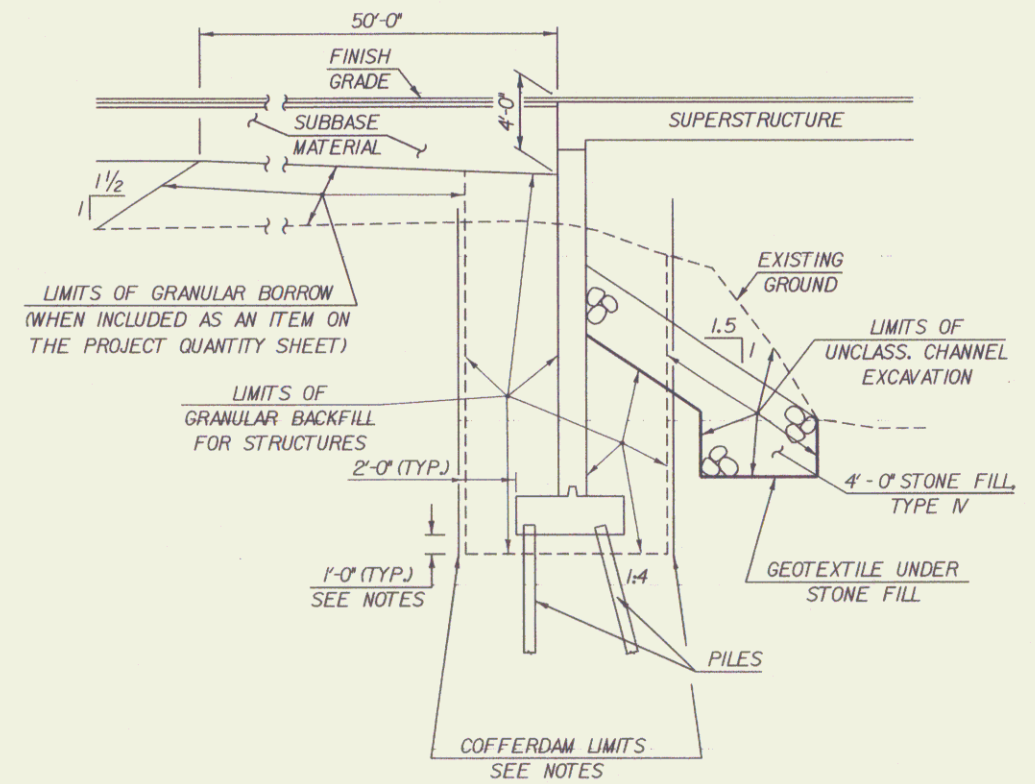 50'-0"
FINISH
GRADE
4'-0"
SUBBASE
MATERIAL
SUPERSTRUCTURE
1 1/2
1
EXISTING
GROUND
LIMITS OF GRANULAR BORROW
(WHEN INCLUDED AS AN ITEM ON
THE PROJECT QUANTITY SHEET)
1.5
1
LIMITS OF
UNCLASS. CHANNEL
EXCAVATION
LIMITS OF
GRANULAR BACKFILL
FOR STRUCTURES
2'-0" (TYP.)
4'-0" STONE FILL,
TYPE IV
1'-0" (TYP.)
SEE NOTES
1:4
GEOTEXTILE UNDER
STONE FILL
PILES
COFFERDAM LIMITS
SEE NOTES